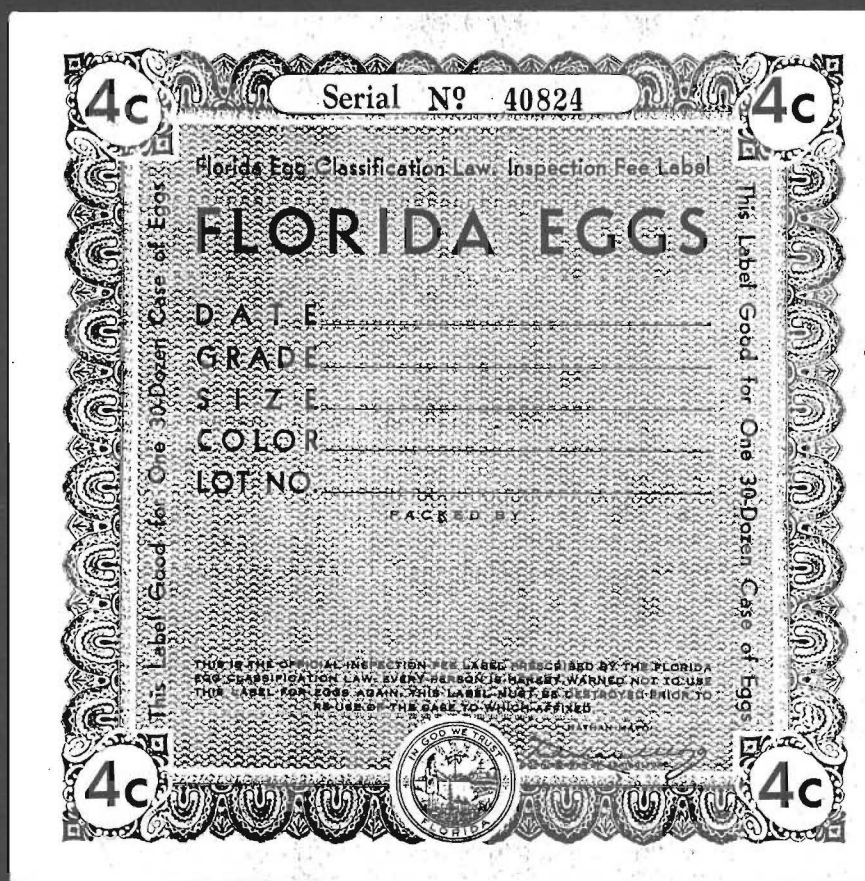 4c
Serial Nº 40824
4c
Florida Egg Classification Law. Inspection Fee Label
FLORIDA EGGS
DATE
GRADE
SIZE
COLOR
LOT NO.
PACKED BY
This Label Good for One 30-Dozen Case of Eggs
This Label Good for One 30-Dozen Case of Eggs
THIS IS THE OFFICIAL INSPECTION FEE LABEL PRESCRIBED BY THE FLORIDA
EGG CLASSIFICATION LAW. EVERY PERSON IS HEREBY WARNED NOT TO USE
THIS LABEL FOR EGGS AGAIN. THIS LABEL MUST BE DESTROYED PRIOR TO
RE-USE OF THE CASE TO WHICH AFFIXED
NATHAN MAYO
4c
IN GOD WE TRUST
FLORIDA
4c